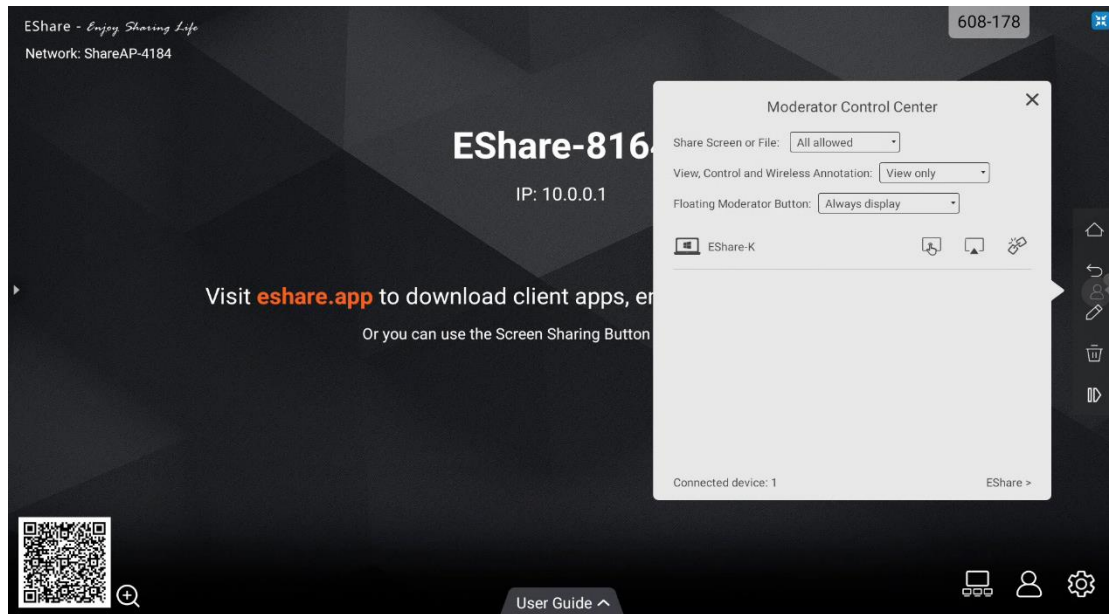 EShare - Enjoy Sharing Life
Network: ShareAP-4184
608-178
EShare-816
IP: 10.0.0.1
Visit eshare.app to download client apps,
Or you can use the Screen Sharing Button
Moderator Control Center
Share Screen or File: All allowed
View, Control and Wireless Annotation: View only
Floating Moderator Button: Always display
EShare-K
Connected device: 1
EShare >
User Guide